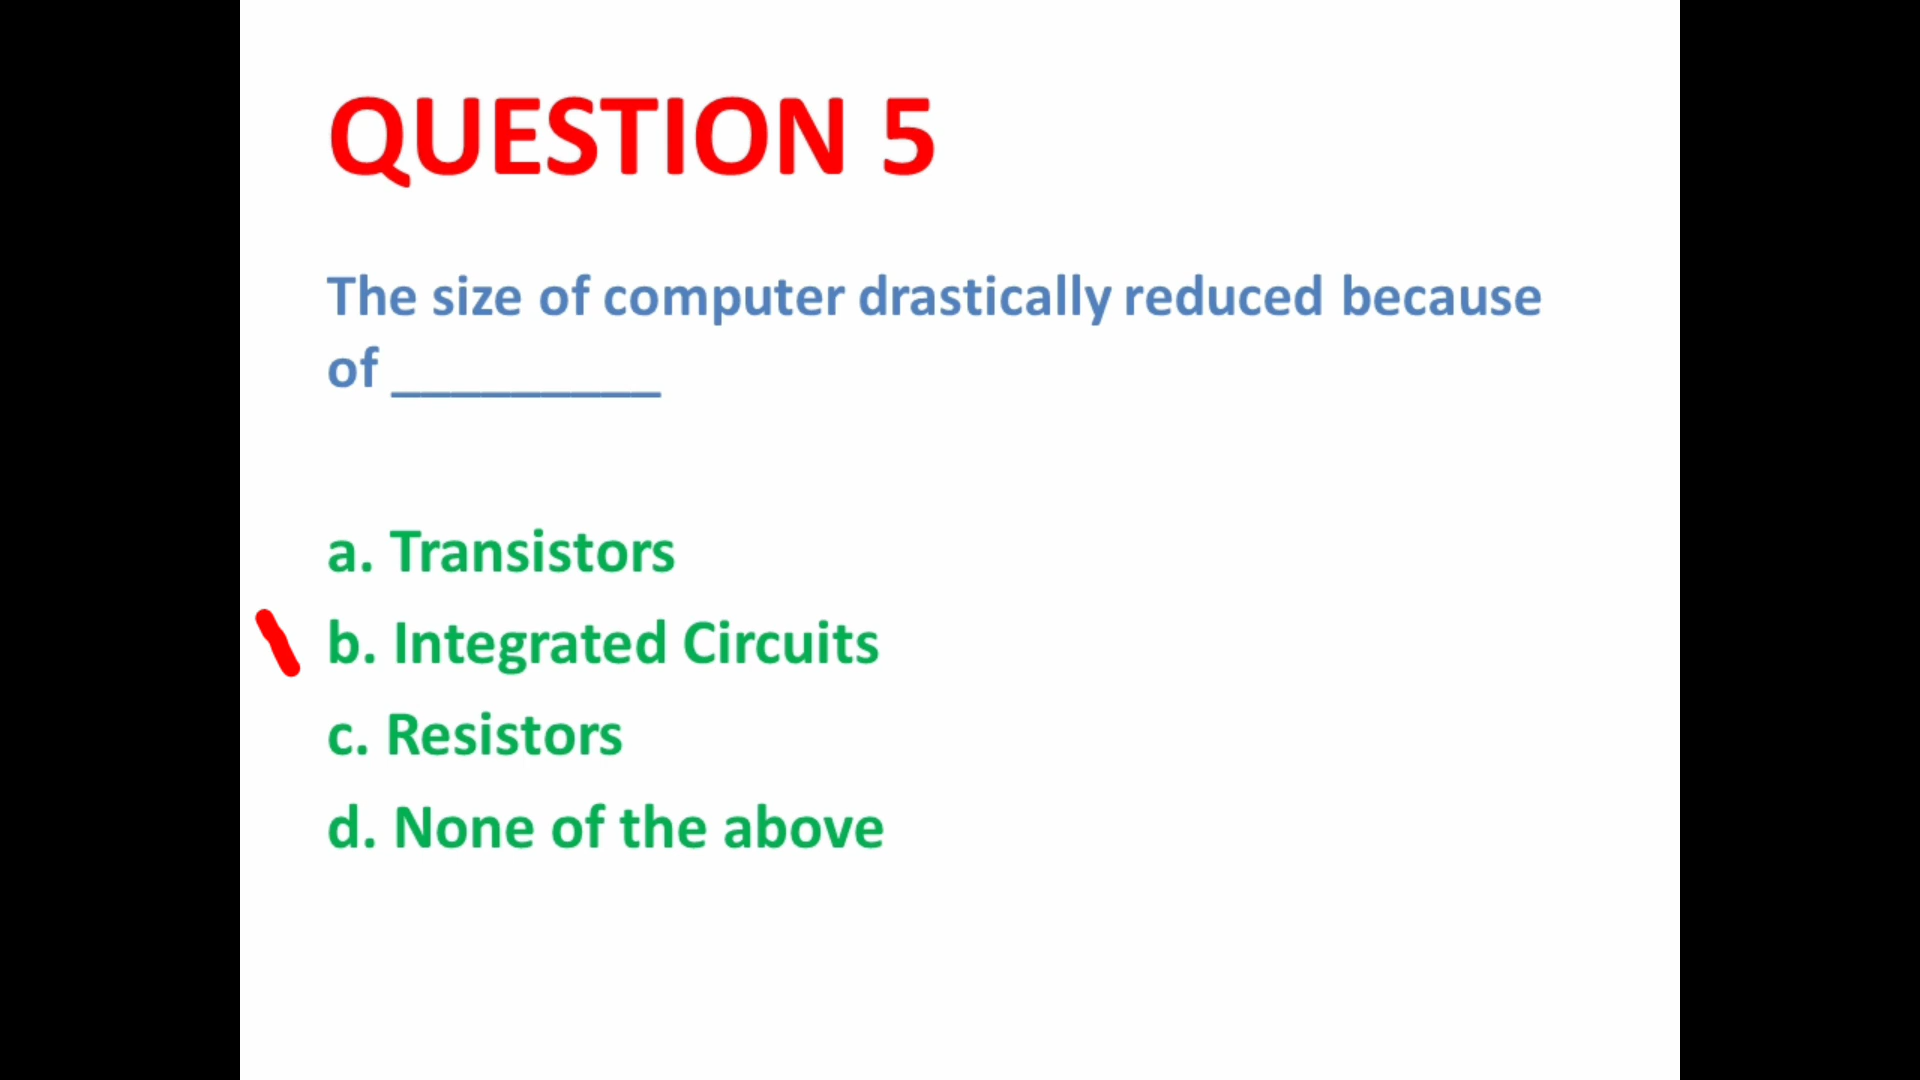 QUESTION 5
The size of computer drastically reduced because
of _________
a. Transistors
b. Integrated Circuits
c. Resistors
d. None of the above